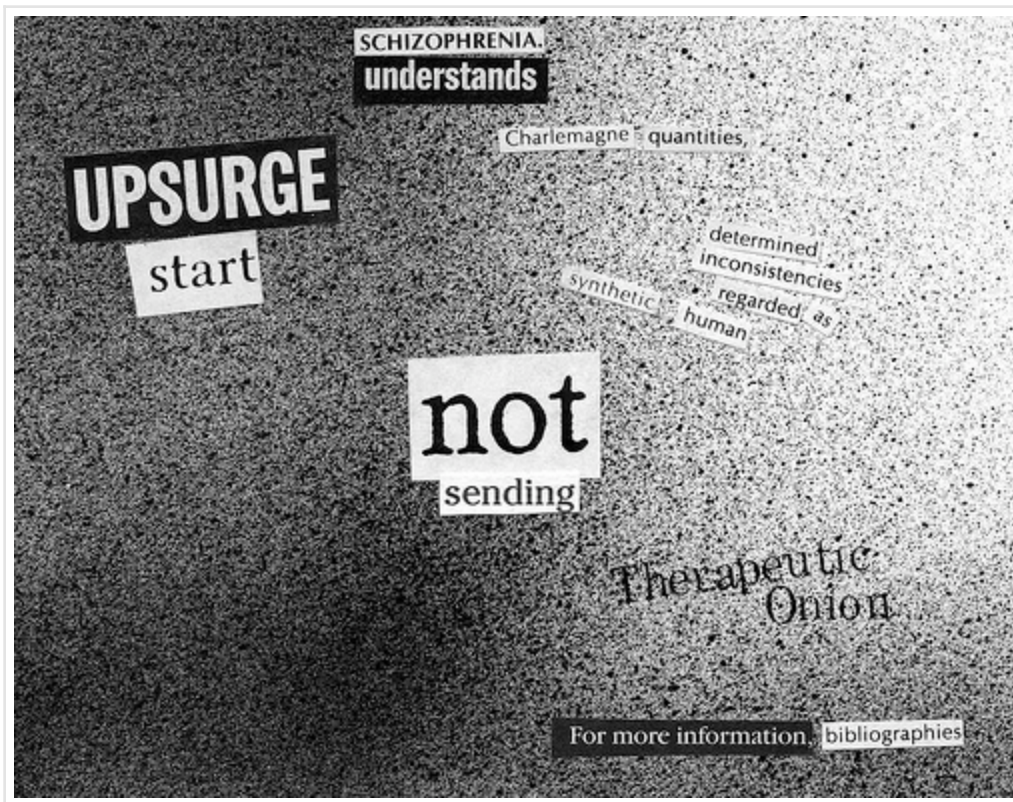 SCHIZOPHRENIA.
understands
Charlemagne quantities,
UPSURGE
start
determined
inconsistencies
regarded as
synthetic human
not
sending
Therapeutic
Onion
For more information, bibliographies